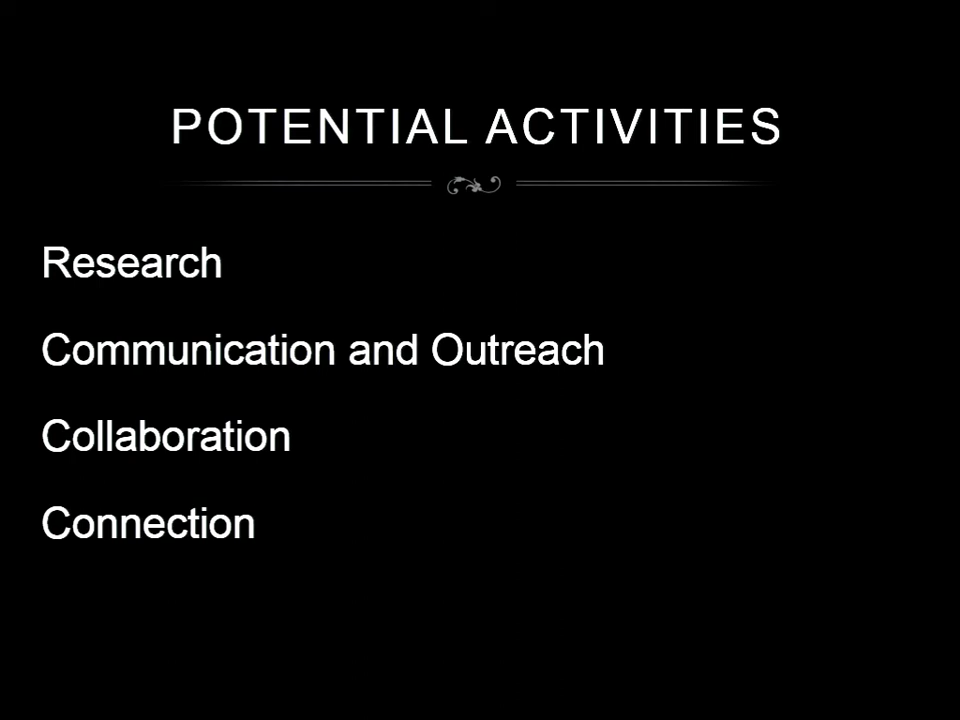 POTENTIAL ACTIVITIES
Research
Communication and Outreach
Collaboration
Connection